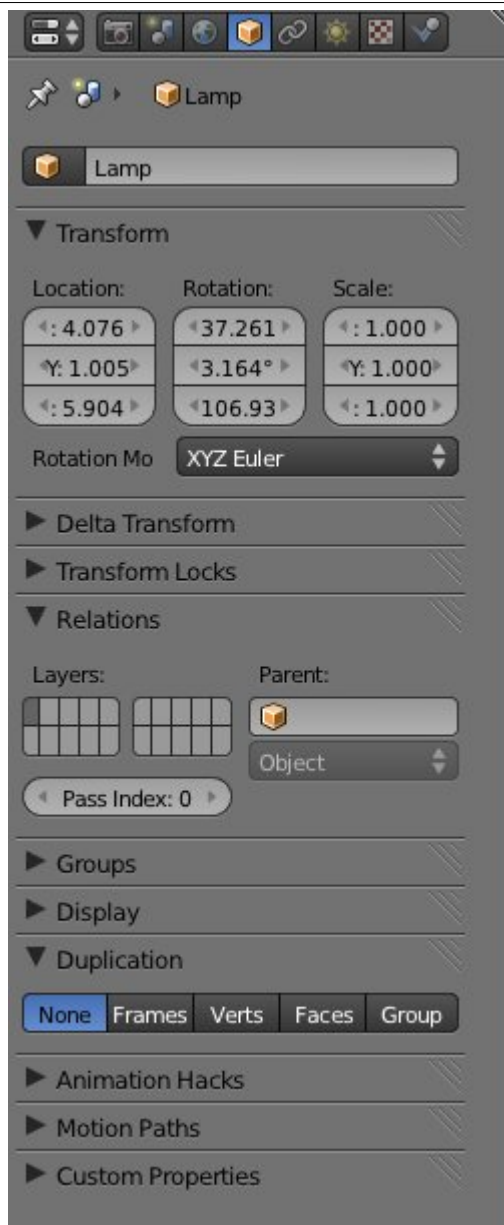 Lamp
Lamp
Transform
Location: Rotation: Scale:
: 4.076 37.261 : 1.000
Y: 1.005 3.164° Y: 1.000
: 5.904 106.93 : 1.000
Rotation Mo XYZ Euler
Delta Transform
Transform Locks
Relations
Layers: Parent:
Object
Pass Index: 0
Groups
Display
Duplication
None Frames Verts Faces Group
Animation Hacks
Motion Paths
Custom Properties